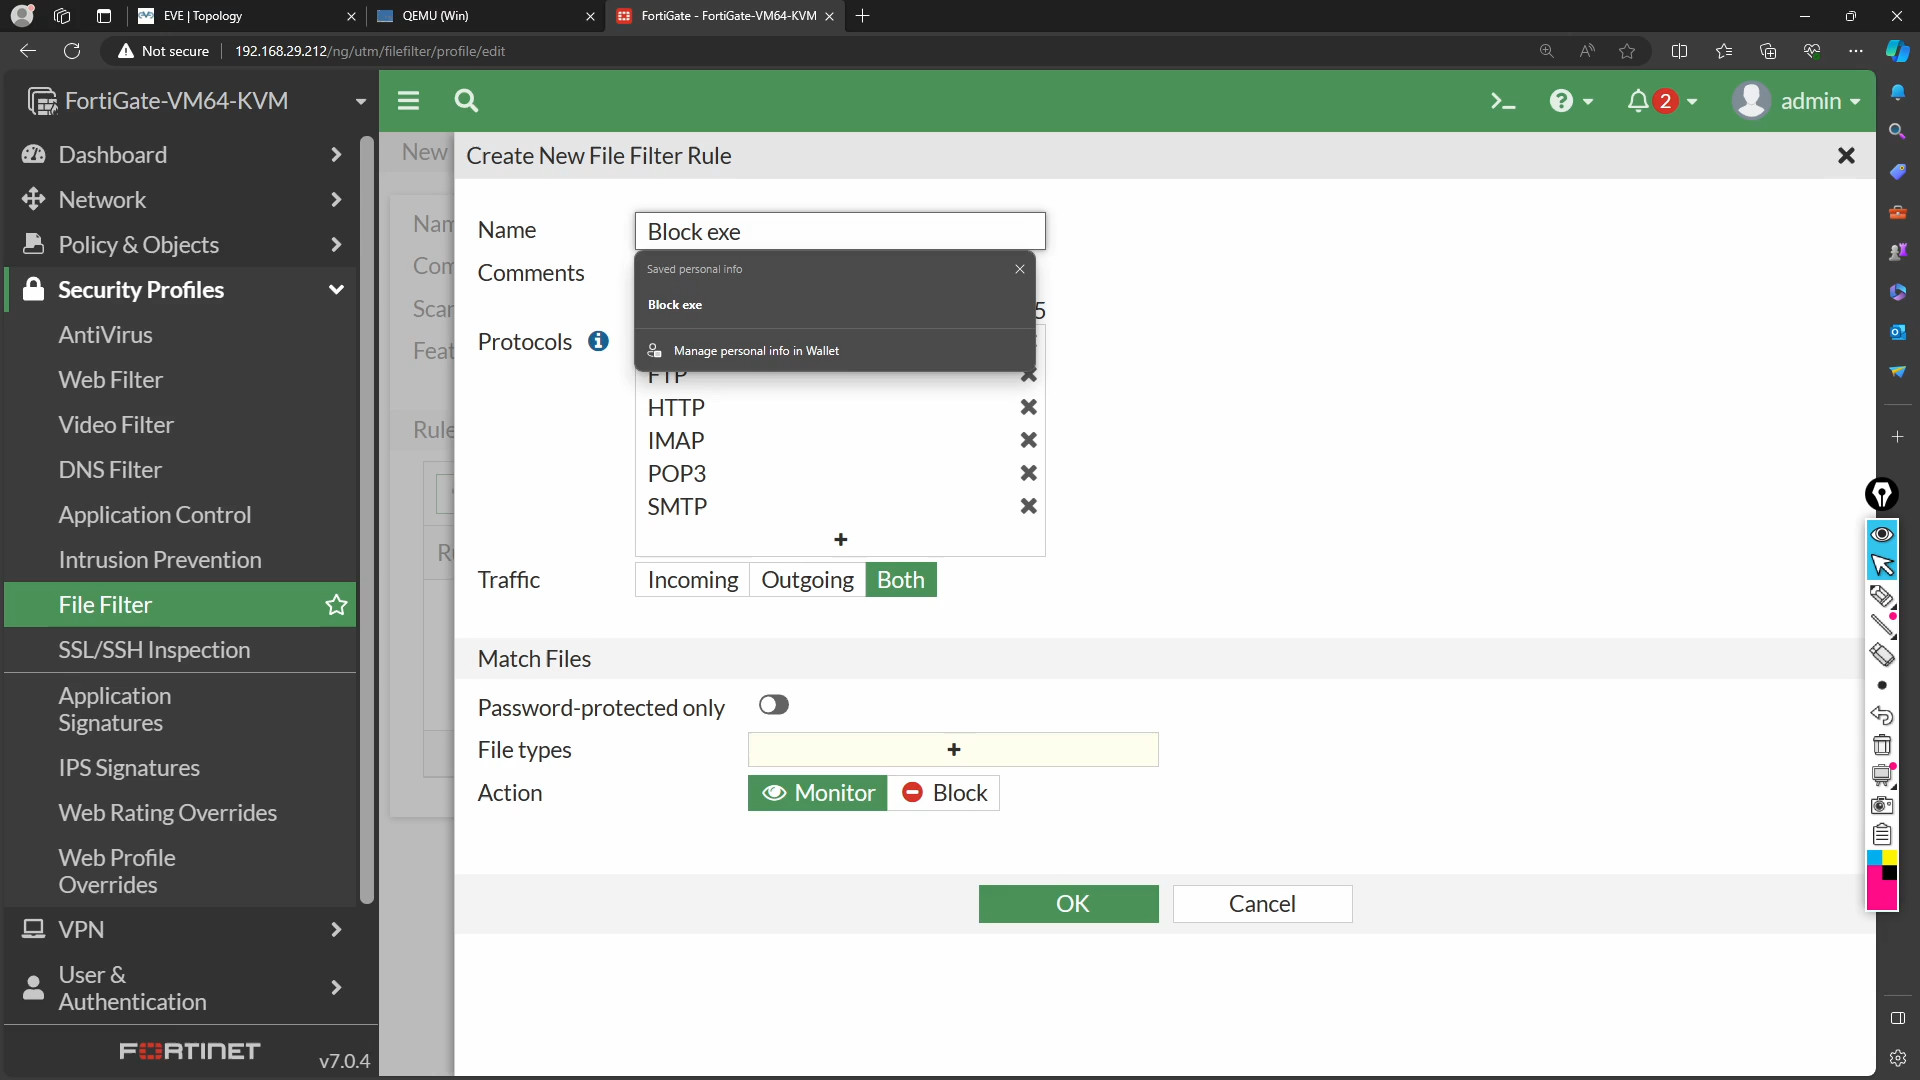 EVE | Topology
QEMU (Win)
FortiGate - FortiGate-VM64-KVM
Not secure
192.168.29.212/ng/utm/filefilter/profile/edit
FortiGate-VM64-KVM
2
admin
Dashboard
Network
Policy & Objects
Security Profiles
AntiVirus
Web Filter
Video Filter
DNS Filter
Application Control
Intrusion Prevention
File Filter
SSL/SSH Inspection
Application
Signatures
IPS Signatures
Web Rating Overrides
Web Profile
Overrides
VPN
User &
Authentication
FORTINET
v7.0.4
New
Create New File Filter Rule
Name
Block exe
Comments
Saved personal info
Block exe
Manage personal info in Wallet
5
Protocols
FTP
HTTP
IMAP
POP3
SMTP
Traffic
Incoming
Outgoing
Both
Match Files
Password-protected only
File types
Action
Monitor
Block
OK
Cancel